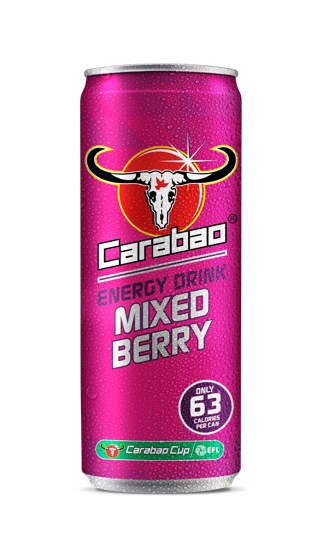 Carabao®
ENERGY DRINK
MIXED
BERRY
ONLY
63
CALORIES
PER CAN
Carabao Cup EFL